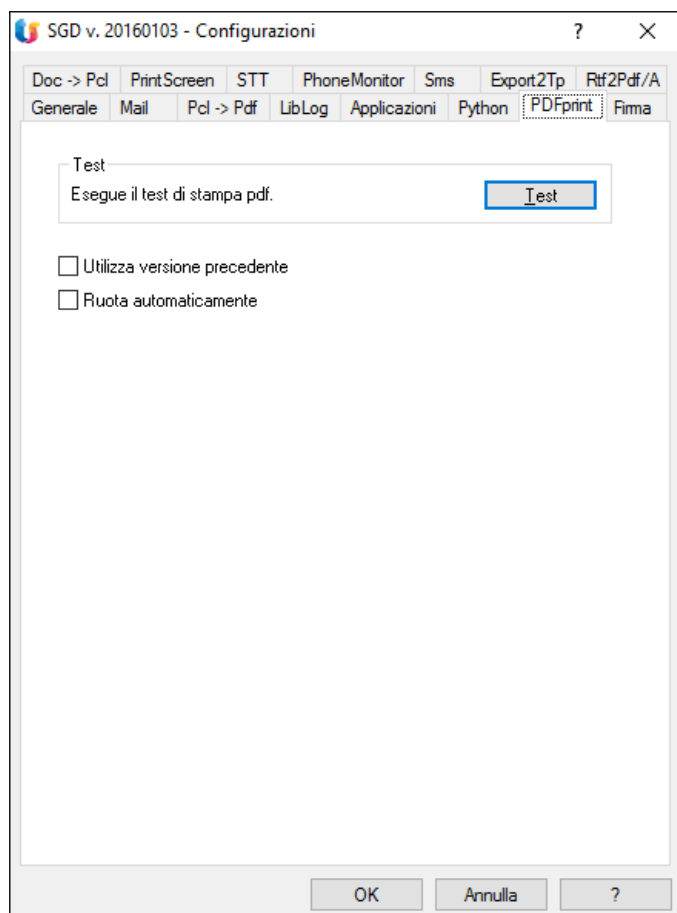 SGD v. 20160103 - Configurazioni ?
Doc -> Pcl PrintScreen STT PhoneMonitor Sms Export2Tp Rtf2Pdf/A
Generale Mail Pcl -> Pdf LibLog Applicazioni Python PDFprint Firma
Test
Esegue il test di stampa pdf. Test
Utilizza versione precedente
Ruota automaticamente
OK Annulla ?